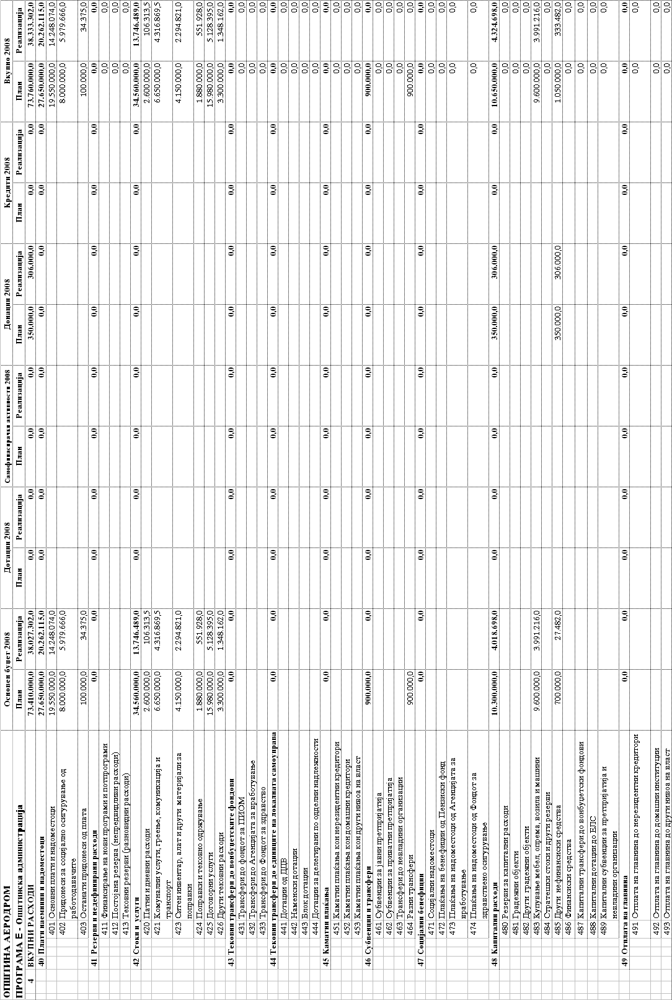 ОПШТИНА АЕРОДРОМ Основен буџет 2008 Дотации 2008 Самофинасирачки активности 2008 Донации 2008 Кредити 2008 Вкупно 2008
ПРОГРАМА Е - Општинска администрација План Реализација План Реализација План Реализација План Реализација План Реализација План Реализација
4 ВКУПНИ РАСХОДИ 73.410.000,0 38.027.302,0 0,0 0,0 0,0 0,0 350.000,0 306.000,0 0,0 0,0 73.760.000,0 38.333.302,0
40 Плати наемнини и надоместоци 27.650.000,0 20.262.115,0 0,0 0,0 0,0 0,0 0,0 0,0 0,0 0,0 27.650.000,0 20.262.115,0
401 Основни плати и надоместоци 19.550.000,0 14.248.074,0 19.550.000,0 14.248.074,0
402 Придонеси за социјално осигурување од 8.000.000,0 5.979.666,0 8.000.000,0 5.979.666,0
работодавачите
403 Останати придонеси од плата 100.000,0 34.375,0 100.000,0 34.375,0
41 Резерви и недефинирани расходи 0,0 0,0 0,0 0,0 0,0 0,0 0,0 0,0 0,0 0,0 0,0 0,0
411 Финансирање на нови програми и потпрограми 0,0 0,0
412 Постојана резерва (непредвидливи расходи) 0,0 0,0
413 Тековни резерви (разновидни расходи) 0,0 0,0
42 Стоки и услуги 34.560.000,0 13.746.489,0 0,0 0,0 0,0 0,0 0,0 0,0 0,0 0,0 34.560.000,0 13.746.489,0
420 Патни и дневни расходи 2.600.000,0 106.313,5 2.600.000,0 106.313,5
421 Комунални услуги, греење, комуникација и 6.650.000,0 4.316.869,5 6.650.000,0 4.316.869,5
транспорт
423 Ситен инвентар, алат и други материјали за 4.150.000,0 2.294.821,0 4.150.000,0 2.294.821,0
поправки
424 Поправки и тековно одржување 1.880.000,0 551.928,0 1.880.000,0 551.928,0
425 Договорни услуги 15.980.000,0 5.128.395,0 15.980.000,0 5.128.395,0
426 Други тековни расходи 3.300.000,0 1.348.162,0 3.300.000,0 1.348.162,0
43 Тековни трансфери до вонбуџетските фондови 0,0 0,0 0,0 0,0 0,0 0,0 0,0 0,0 0,0 0,0 0,0 0,0
431 Трансфери до фондот за ПИОМ 0,0 0,0
432 Трансфери до Агенцијата за вработување 0,0 0,0
433 Трансфери до Фондот за здравство 0,0 0,0
44 Тековни трансфери до единиците на локалната самоуправа 0,0 0,0 0,0 0,0 0,0 0,0 0,0 0,0 0,0 0,0 0,0 0,0
441 Дотации од ДДВ 0,0 0,0
442 Наменски дотации 0,0 0,0
443 Блок дотации 0,0 0,0
444 Дотации за делегирани по одделни надлежности 0,0 0,0
45 Каматни плаќања 0,0 0,0 0,0 0,0 0,0 0,0 0,0 0,0 0,0 0,0 0,0 0,0
451 Каматни плаќања кон нерезидентни кредитори 0,0 0,0
452 Каматни плаќања кон домашни кредитори 0,0 0,0
453 Каматни плаќања кон други нивоа на власт 0,0 0,0
46 Субвенции и трансфери 900.000,0 0,0 0,0 0,0 0,0 0,0 0,0 0,0 0,0 0,0 900.000,0 0,0
461 Субвенции за јавни претпријатија 0,0 0,0
462 Субвенции за приватни претпријатија 0,0 0,0
463 Трансфери до невладини организации 0,0 0,0
464 Разни трансфери 900.000,0 900.000,0 0,0
47 Социјални бенефиции 0,0 0,0 0,0 0,0 0,0 0,0 0,0 0,0 0,0 0,0 0,0 0,0
471 Социјални надоместоци 0,0 0,0
472 Плаќања на бенефиции од Пензиски фонд 0,0 0,0
473 Плаќања на надоместоци од Агенцијата за 0,0 0,0
вработување
474 Плаќања на надоместоци од Фондот за 0,0 0,0
здравствено осигурување
48 Капитални расходи 10.300.000,0 4.018.698,0 0,0 0,0 0,0 0,0 350.000,0 306.000,0 0,0 0,0 10.650.000,0 4.324.698,0
480 Резерви за капитални расходи 0,0 0,0
481 Градежни објекти 0,0 0,0
482 Други градежни објекти 0,0 0,0
483 Купување мебел, опрема, возила и машини 9.600.000,0 3.991.216,0 9.600.000,0 3.991.216,0
484 Стратешки стоки и други резерви 0,0 0,0
485 Други нефинансиски средства 700.000,0 27.482,0 350.000,0 306.000,0 1.050.000,0 333.482,0
486 Финансиски средства 0,0 0,0
487 Капитални трансфери до вонбуџетски фондови 0,0 0,0
488 Капитални дотации до ЕЛС 0,0 0,0
489 Капитални субвенции за претпријатија и 0,0 0,0
невладини организации
49 Отплата на главнина 0,0 0,0 0,0 0,0 0,0 0,0 0,0 0,0 0,0 0,0 0,0 0,0
491 Отплата на главнина до нерезидентни кредитори 0,0 0,0
492 Отплата на главнина до домашни институции 0,0 0,0
493 Отплата на главнина до други нивоа на власт 0,0 0,0